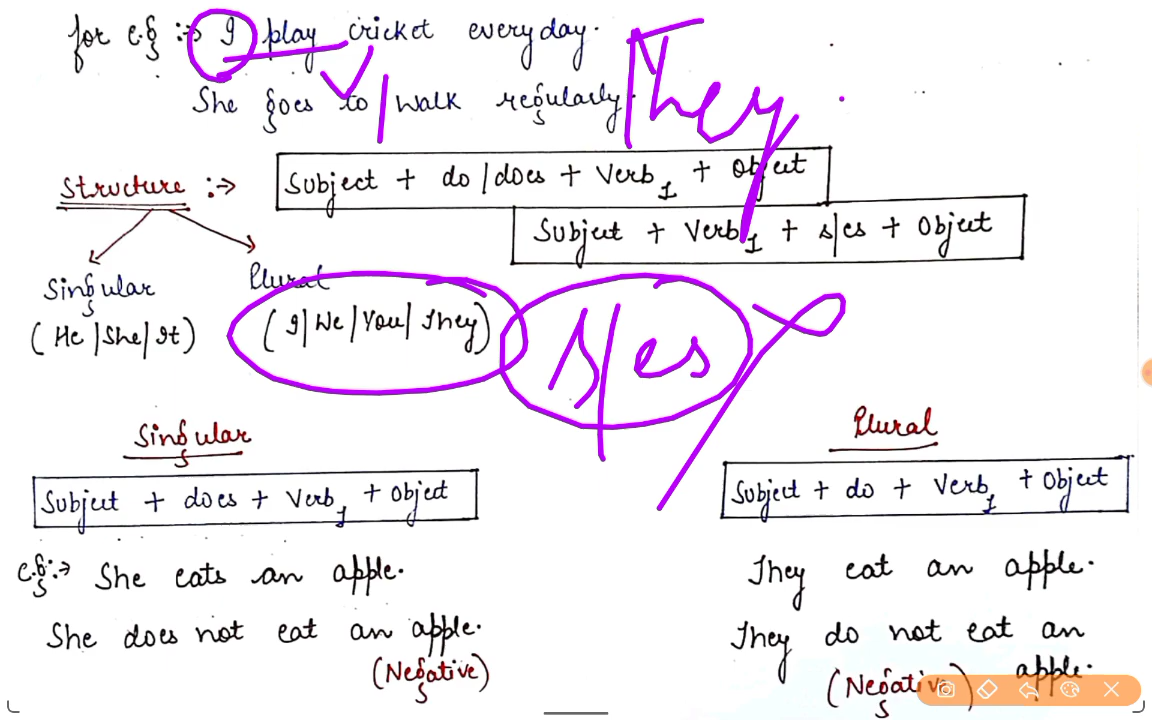 for e.g :→ I play cricket everyday.
She goes to walk regularly.
They
Structure :→
Subject + do/does + Verb1 + Object
Subject + Verb1 + s/es + Object
Singular
Plural
(He/She/It)
(I/We/You/They)
s/es
Singular
Plural
Subject + does + Verb1 + Object
Subject + do + Verb1 + Object
e.g:→ She eats an apple.
They eat an apple.
She does not eat an apple.
(Negative)
They do not eat an
apple.
(Negative)